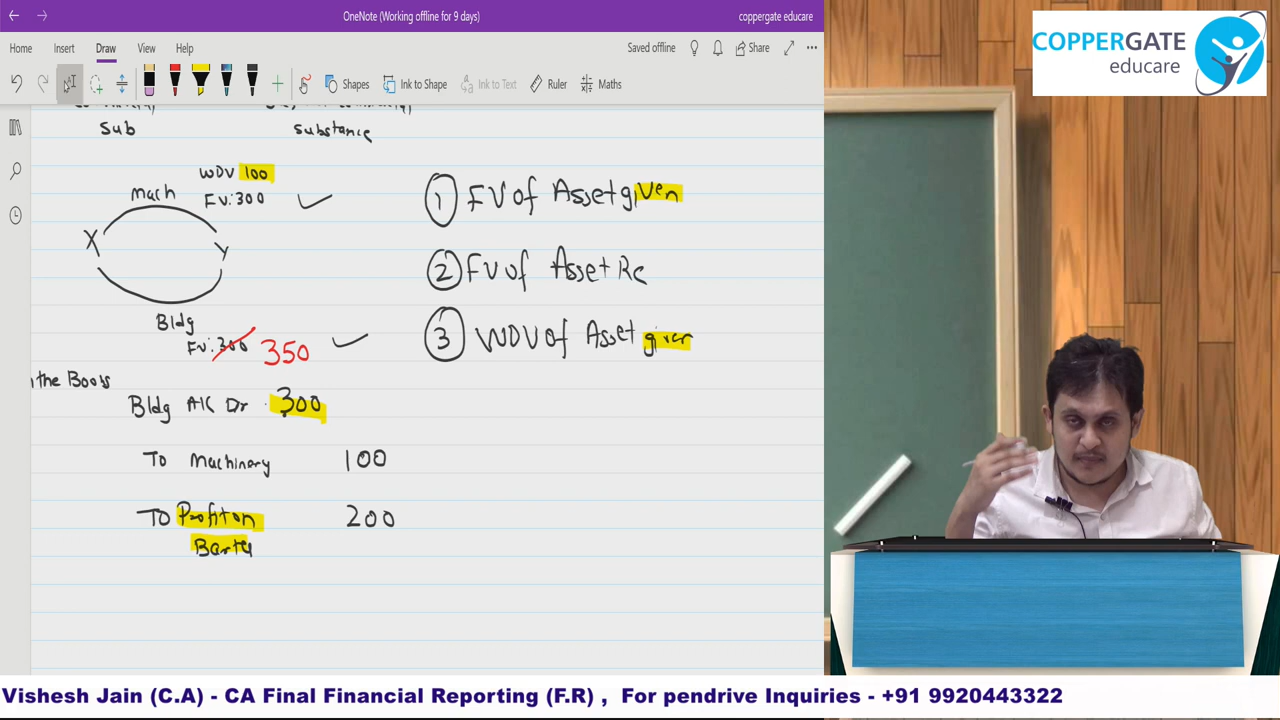 OneNote (Working offline for 9 days)
coppergate educare
Home Insert Draw View Help
Saved offline
Share
Shapes
Ink to Shape
Ink to Text
Ruler
Maths
COPPERGATE
educare
Sub
substance
WDV 100
Mach
FV:300
X
Y
Bldg
FV:300 350
the Books
Bldg A/c Dr 300
To Machinery 100
To Profit on 200
Barter
1 FV of Asset given
2 FV of Asset Re
3 WDV of Asset given
Vishesh Jain (C.A) - CA Final Financial Reporting (F.R) , For pendrive Inquiries - +91 9920443322